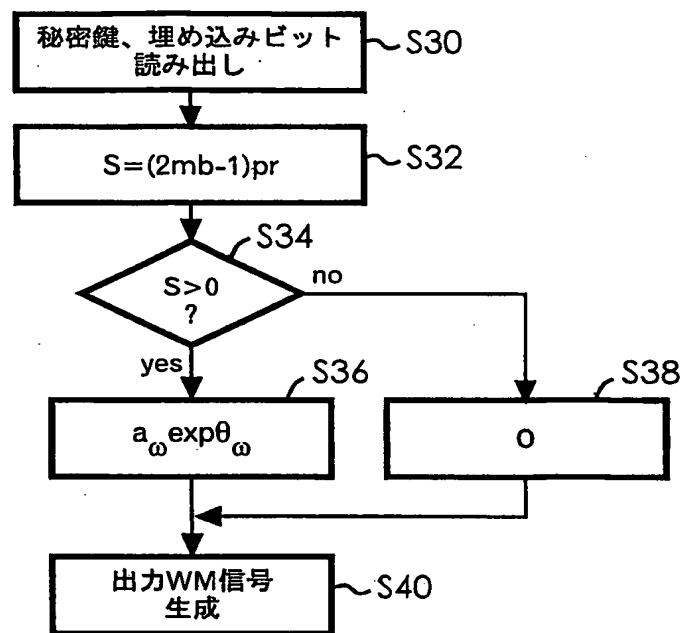 秘密鍵、埋め込みビット
読み出し
S30
S=(2mb-1)pr
S32
S34
S>0
?
no
yes
S36
aωexpθω
S38
0
出力WM信号
生成
S40